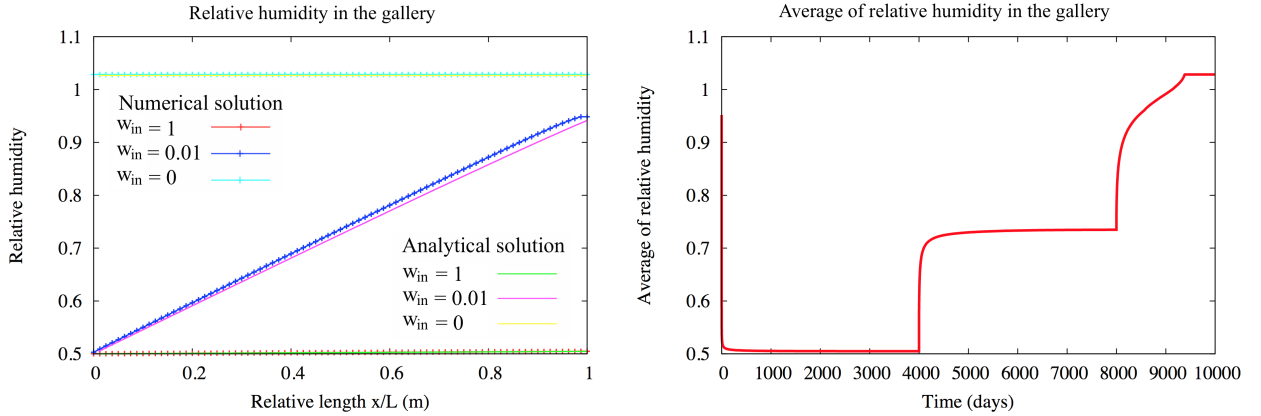 Relative humidity in the gallery
1.1
1
0.9
0.8
0.7
0.6
0.5
Relative humidity
Numerical solution
w_in = 1
w_in = 0.01
w_in = 0
Analytical solution
w_in = 1
w_in = 0.01
w_in = 0
0 0.2 0.4 0.6 0.8 1
Relative length x/L (m)
Average of relative humidity in the gallery
1.1
1
0.9
0.8
0.7
0.6
0.5
Average of relative humidity
0 1000 2000 3000 4000 5000 6000 7000 8000 9000 10000
Time (days)